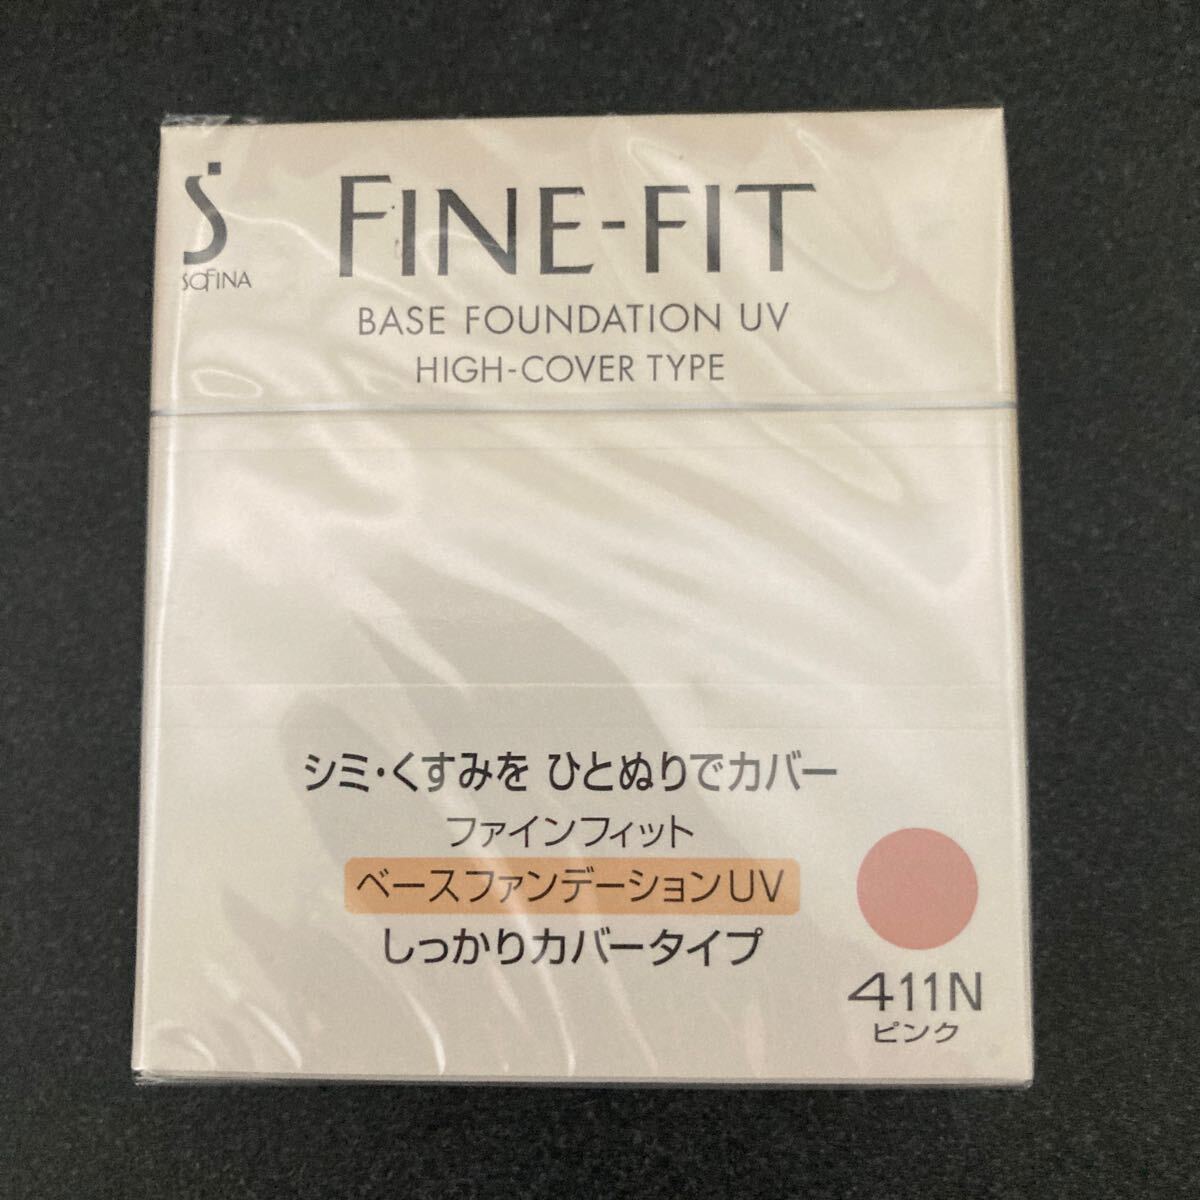 S
SOFINA
FINE-FIT
BASE FOUNDATION UV
HIGH-COVER TYPE
シミ・くすみを ひとぬりでカバー
ファインフィット
ベースファンデーションUV
しっかりカバータイプ
411N
ピンク